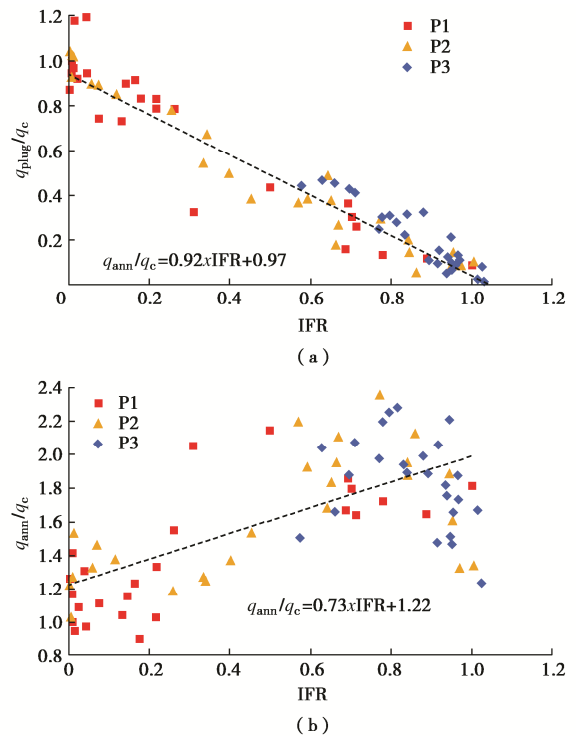 1.2
1.0
0.8
0.6
0.4
0.2
q_plug/q_c
P1
P2
P3
q_ann/q_c=0.92xIFR+0.97
0 0.2 0.4 0.6 0.8 1.0 1.2
IFR
(a)
2.4
2.2
2.0
1.8
1.6
1.4
1.2
1.0
0.8
q_ann/q_c
P1
P2
P3
q_ann/q_c=0.73xIFR+1.22
0 0.2 0.4 0.6 0.8 1.0 1.2
IFR
(b)